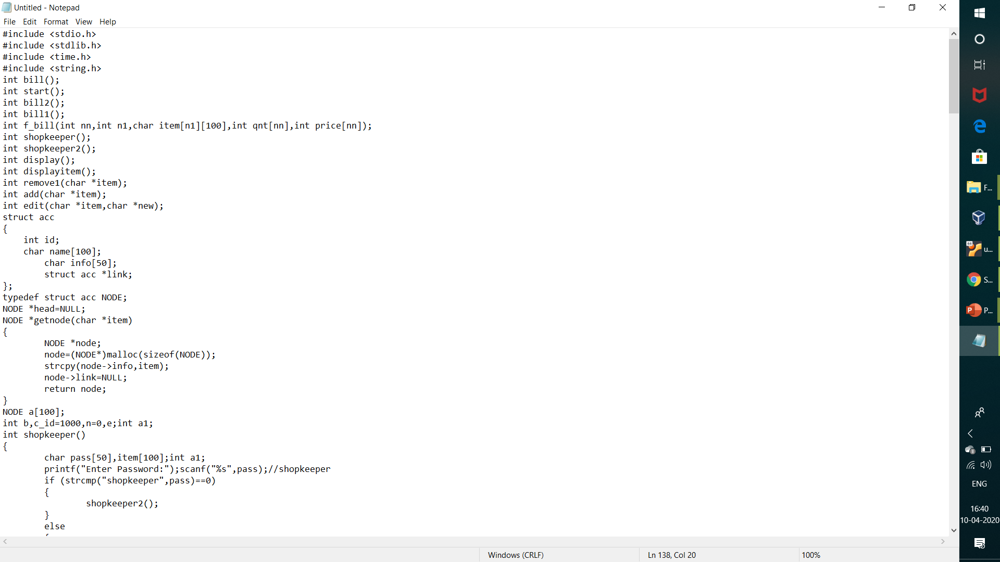 Untitled - Notepad
File Edit Format View Help
#include <stdio.h>
#include <stdlib.h>
#include <time.h>
#include <string.h>
int bill();
int start();
int bill2();
int bill1();
int f_bill(int nn,int n1,char item[n1][100],int qnt[nn],int price[nn]);
int shopkeeper();
int shopkeeper2();
int display();
int displayitem();
int remove1(char *item);
int add(char *item);
int edit(char *item,char *new);
struct acc
{
    int id;
    char name[100];
        char info[50];
        struct acc *link;
};
typedef struct acc NODE;
NODE *head=NULL;
NODE *getnode(char *item)
{
        NODE *node;
        node=(NODE*)malloc(sizeof(NODE));
        strcpy(node->info,item);
        node->link=NULL;
        return node;
}
NODE a[100];
int b,c_id=1000,n=0,e;int a1;
int shopkeeper()
{
        char pass[50],item[100];int a1;
        printf("Enter Password:");scanf("%s",pass);//shopkeeper
        if (strcmp("shopkeeper",pass)==0)
        {
                shopkeeper2();
        }
        else
        {
Windows (CRLF)
Ln 138, Col 20
100%
F...
64
u...
S...
P
P...
ENG
16:40
10-04-2020